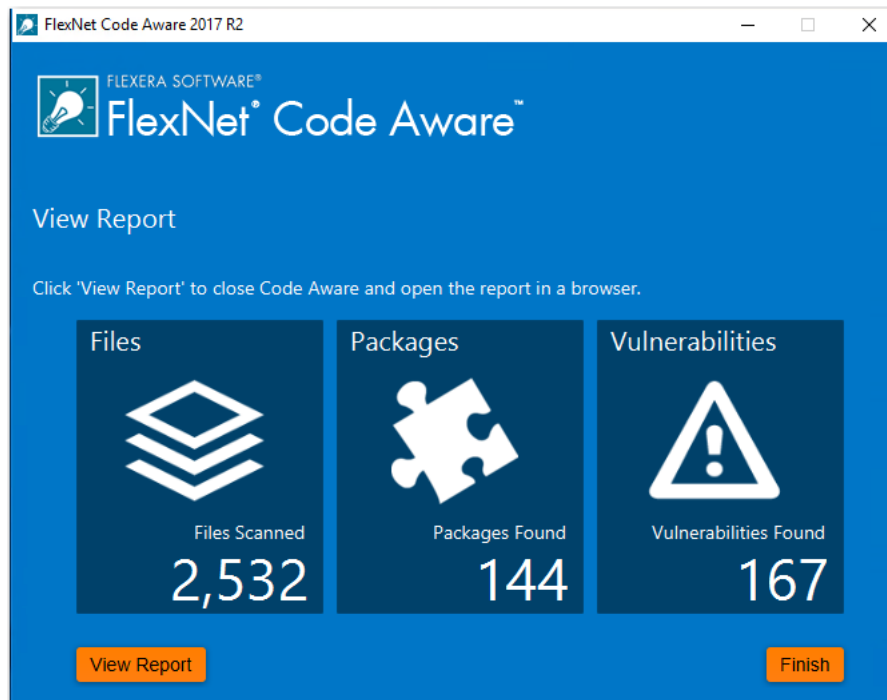 FlexNet Code Aware 2017 R2
FLEXERA SOFTWARE®
FlexNet® Code Aware™
View Report
Click 'View Report' to close Code Aware and open the report in a browser.
Files
Files Scanned
2,532
Packages
Packages Found
144
Vulnerabilities
Vulnerabilities Found
167
View Report
Finish